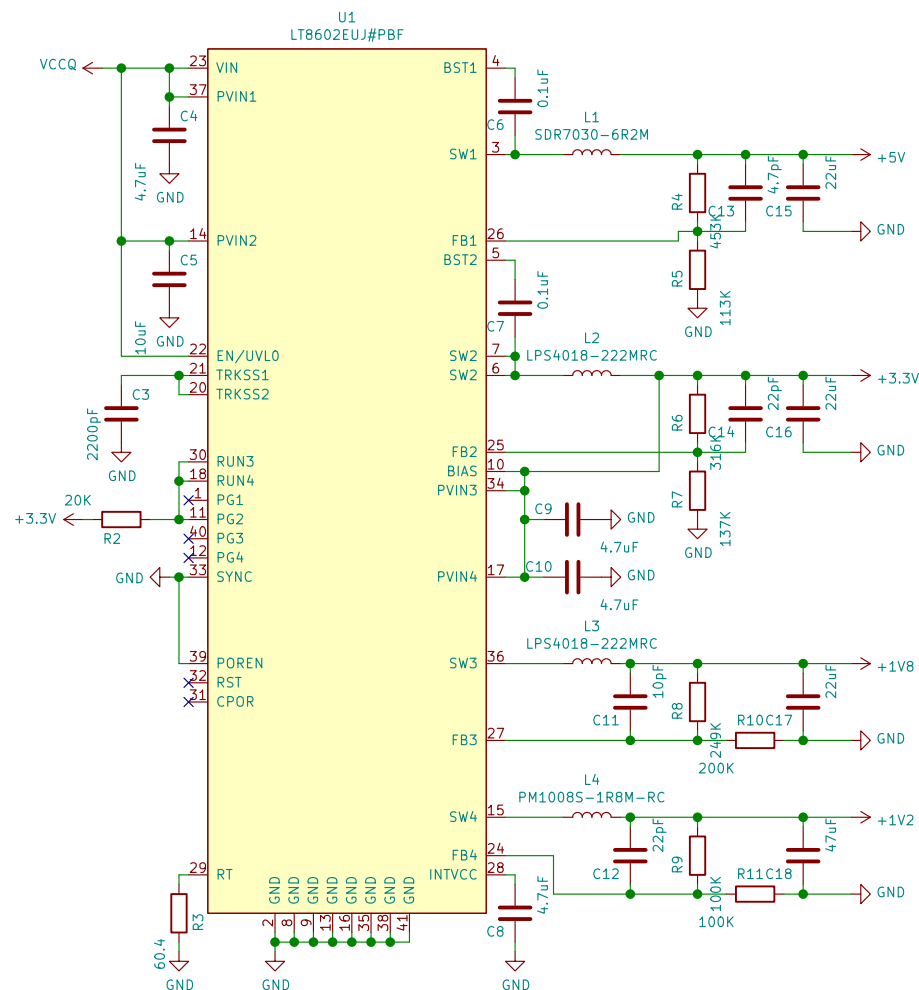 U1
LT8602EUJ#PBF
VCCQ
23 VIN
37 PVIN1
C4
4.7uF
GND
14 PVIN2
C5
10uF
GND
22 EN/UVL0
21 TRKSS1
20 TRKSS2
C3
2200pF
GND
30 RUN3
18 RUN4
1 PG1
11 PG2
40 PG3
12 PG4
33 SYNC
+3.3V
20K
R2
GND
39 POREN
32 RST
31 CPOR
29 RT
R3
60.4
GND
GND GND GND GND GND GND GND GND
2 8 9 13 16 35 38 41
GND
BST1 4
0.1uF
C6
SW1 3
L1
SDR7030-6R2M
+5V
R4
453K
C13
4.7pF
C15
22uF
GND
FB1 26
R5
113K
GND
BST2 5
0.1uF
C7
SW2 7
SW2 6
L2
LPS4018-222MRC
+3.3V
R6
316K
C14
22pF
C16
22uF
GND
FB2 25
BIAS 10
PVIN3 34
R7
137K
GND
C9
4.7uF
GND
PVIN4 17
C10
4.7uF
GND
L3
LPS4018-222MRC
SW3 36
+1V8
10pF
C11
R8
249K
R10
200K
C17
22uF
GND
FB3 27
L4
PM1008S-1R8M-RC
SW4 15
+1V2
22pF
C12
R9
100K
R11
100K
C18
47uF
GND
FB4 24
INTVCC 28
4.7uF
C8
GND